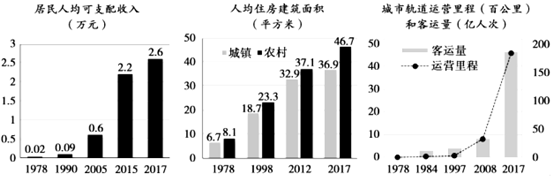 居民人均可支配收入
（万元）
3
2.5
2
1.5
1
0.5
0
0.02
0.09
0.6
2.2
2.6
1978 1990 2005 2015 2017
人均住房建筑面积
（平方米）
城镇 农村
50
40
30
20
10
0
6.7 8.1
18.7 23.3
32.9 37.1
36.9 46.7
1978 1998 2012 2017
城市轨道运营里程（百公里）
和客运量（亿人次）
客运量
运营里程
50
40
30
20
10
0
200
150
100
50
0
1978 1984 1997 2008 2017